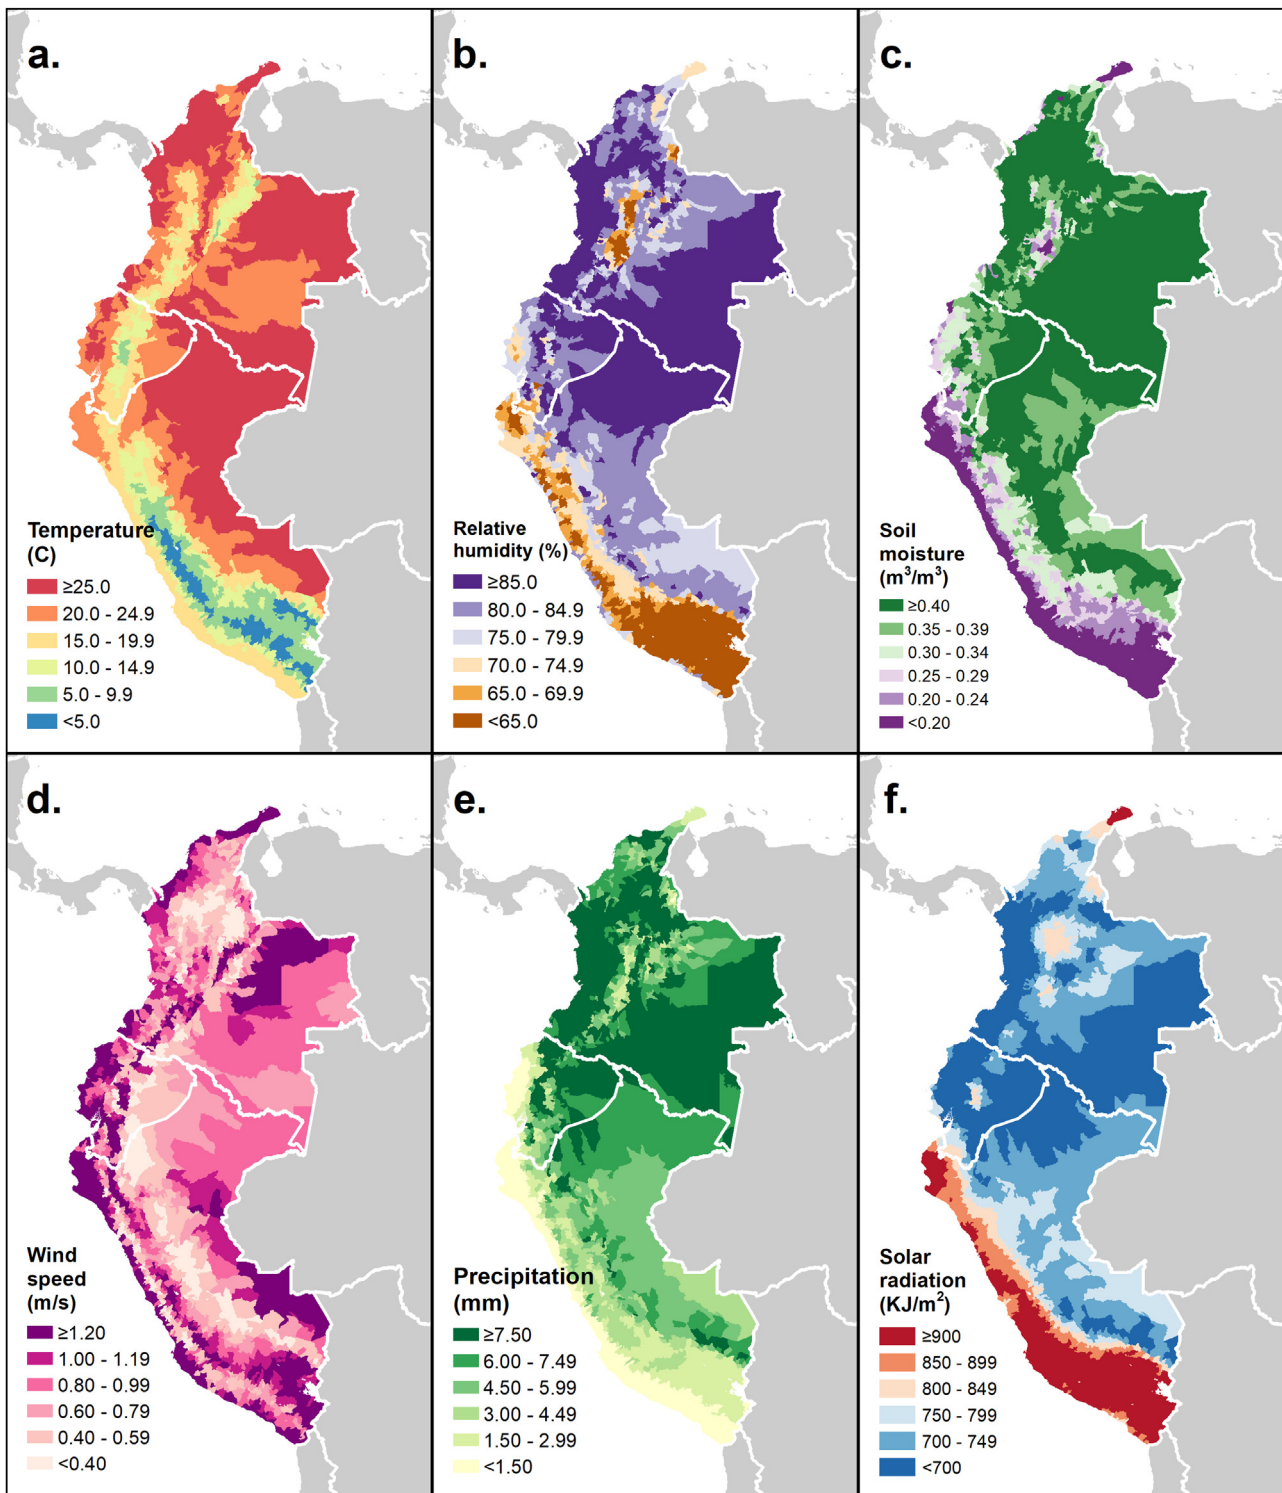 a.
Temperature
(C)
≥25.0
20.0 - 24.9
15.0 - 19.9
10.0 - 14.9
5.0 - 9.9
<5.0
b.
Relative
humidity (%)
≥85.0
80.0 - 84.9
75.0 - 79.9
70.0 - 74.9
65.0 - 69.9
<65.0
c.
Soil
moisture
(m³/m³)
≥0.40
0.35 - 0.39
0.30 - 0.34
0.25 - 0.29
0.20 - 0.24
<0.20
d.
Wind
speed
(m/s)
≥1.20
1.00 - 1.19
0.80 - 0.99
0.60 - 0.79
0.40 - 0.59
<0.40
e.
Precipitation
(mm)
≥7.50
6.00 - 7.49
4.50 - 5.99
3.00 - 4.49
1.50 - 2.99
<1.50
f.
Solar
radiation
(KJ/m²)
≥900
850 - 899
800 - 849
750 - 799
700 - 749
<700